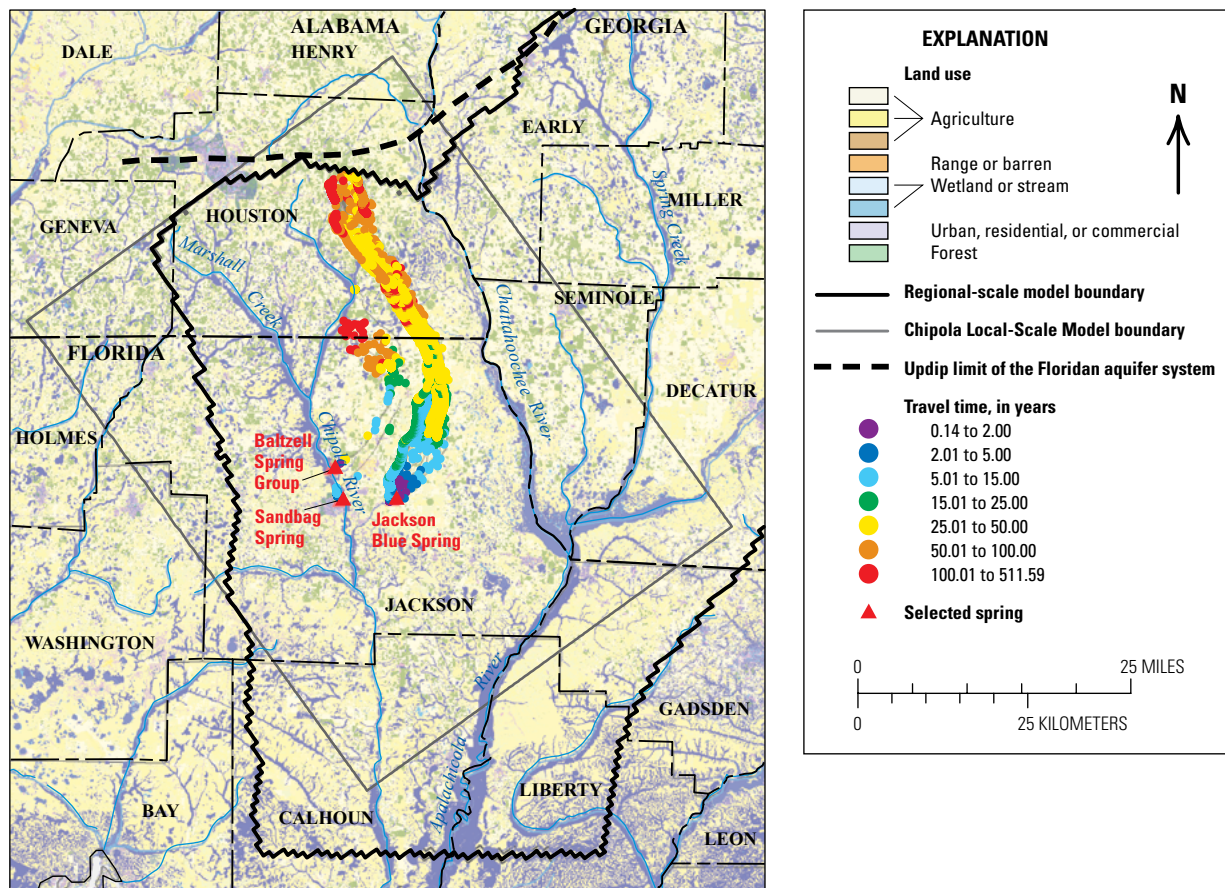 ALABAMA
GEORGIA
DALE
HENRY
EARLY
Spring Creek
MILLER
GENEVA
HOUSTON
Marshall
Creek
Chattahoochee River
SEMINOLE
FLORIDA
DECATUR
HOLMES
Chipola River
Baltzell
Spring
Group
Sandbag
Spring
Jackson
Blue Spring
JACKSON
WASHINGTON
River
GADSDEN
LIBERTY
BAY
CALHOUN
LEON
EXPLANATION
Land use
Agriculture
Range or barren
Wetland or stream
Urban, residential, or commercial
Forest
N
Regional-scale model boundary
Chipola Local-Scale Model boundary
Updip limit of the Floridan aquifer system
Travel time, in years
0.14 to 2.00
2.01 to 5.00
5.01 to 15.00
15.01 to 25.00
25.01 to 50.00
50.01 to 100.00
100.01 to 511.59
Selected spring
0 25 MILES
0 25 KILOMETERS